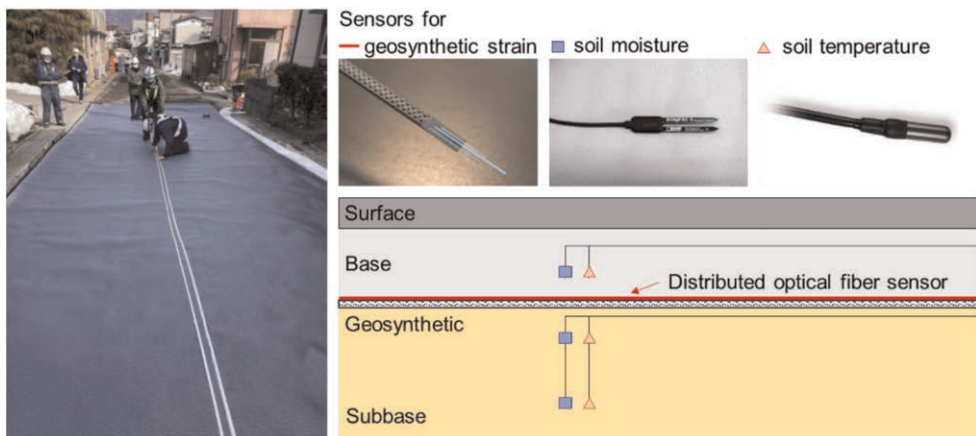 Sensors for
geosynthetic strain
soil moisture
soil temperature
Surface
Base
Distributed optical fiber sensor
Geosynthetic
Subbase